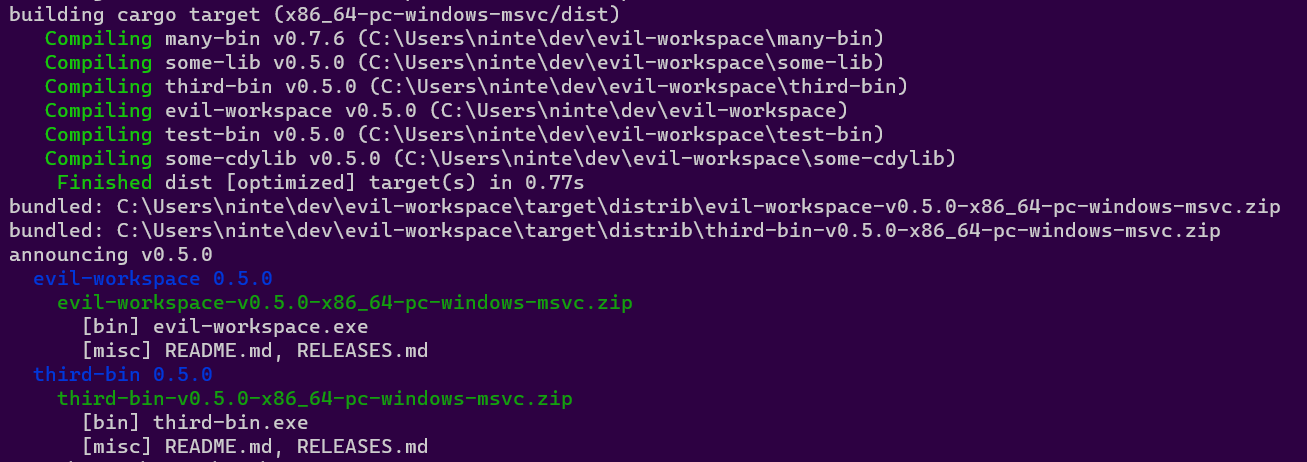 building cargo target (x86_64-pc-windows-msvc/dist)
Compiling many-bin v0.7.6 (C:\Users\ninte\dev\evil-workspace\many-bin)
Compiling some-lib v0.5.0 (C:\Users\ninte\dev\evil-workspace\some-lib)
Compiling third-bin v0.5.0 (C:\Users\ninte\dev\evil-workspace\third-bin)
Compiling evil-workspace v0.5.0 (C:\Users\ninte\dev\evil-workspace)
Compiling test-bin v0.5.0 (C:\Users\ninte\dev\evil-workspace\test-bin)
Compiling some-cdylib v0.5.0 (C:\Users\ninte\dev\evil-workspace\some-cdylib)
Finished dist [optimized] target(s) in 0.77s
bundled: C:\Users\ninte\dev\evil-workspace\target\distrib\evil-workspace-v0.5.0-x86_64-pc-windows-msvc.zip
bundled: C:\Users\ninte\dev\evil-workspace\target\distrib\third-bin-v0.5.0-x86_64-pc-windows-msvc.zip
announcing v0.5.0
evil-workspace 0.5.0
evil-workspace-v0.5.0-x86_64-pc-windows-msvc.zip
[bin] evil-workspace.exe
[misc] README.md, RELEASES.md
third-bin 0.5.0
third-bin-v0.5.0-x86_64-pc-windows-msvc.zip
[bin] third-bin.exe
[misc] README.md, RELEASES.md